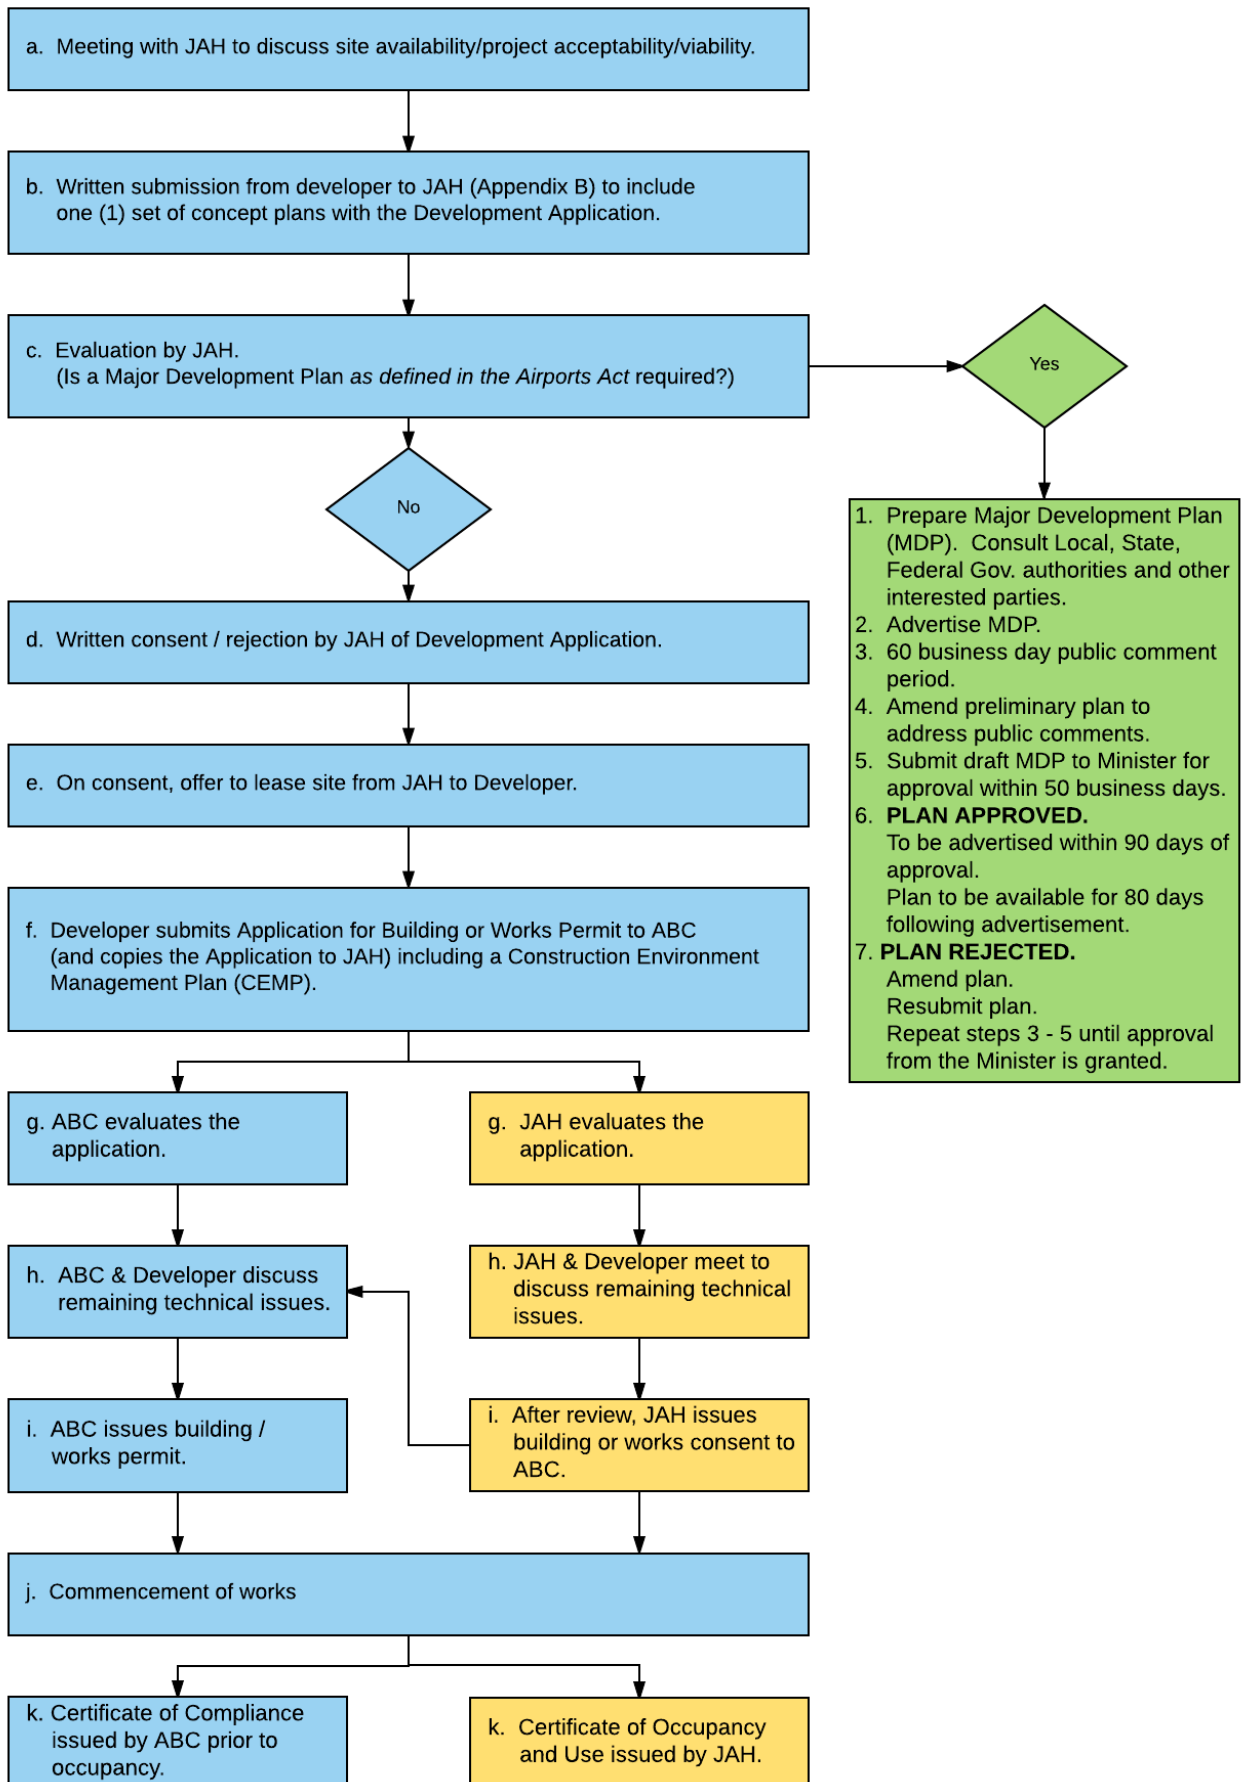 a. Meeting with JAH to discuss site availability/project acceptability/viability.
b. Written submission from developer to JAH (Appendix B) to include
one (1) set of concept plans with the Development Application.
c. Evaluation by JAH.
(Is a Major Development Plan as defined in the Airports Act required?)
Yes
No
1. Prepare Major Development Plan
(MDP). Consult Local, State,
Federal Gov. authorities and other
interested parties.
2. Advertise MDP.
3. 60 business day public comment
period.
4. Amend preliminary plan to
address public comments.
5. Submit draft MDP to Minister for
approval within 50 business days.
6. PLAN APPROVED.
To be advertised within 90 days of
approval.
Plan to be available for 80 days
following advertisement.
7. PLAN REJECTED.
Amend plan.
Resubmit plan.
Repeat steps 3 - 5 until approval
from the Minister is granted.
d. Written consent / rejection by JAH of Development Application.
e. On consent, offer to lease site from JAH to Developer.
f. Developer submits Application for Building or Works Permit to ABC
(and copies the Application to JAH) including a Construction Environment
Management Plan (CEMP).
g. ABC evaluates the
application.
g. JAH evaluates the
application.
h. ABC & Developer discuss
remaining technical issues.
h. JAH & Developer meet to
discuss remaining technical
issues.
i. ABC issues building /
works permit.
i. After review, JAH issues
building or works consent to
ABC.
j. Commencement of works
k. Certificate of Compliance
issued by ABC prior to
occupancy.
k. Certificate of Occupancy
and Use issued by JAH.